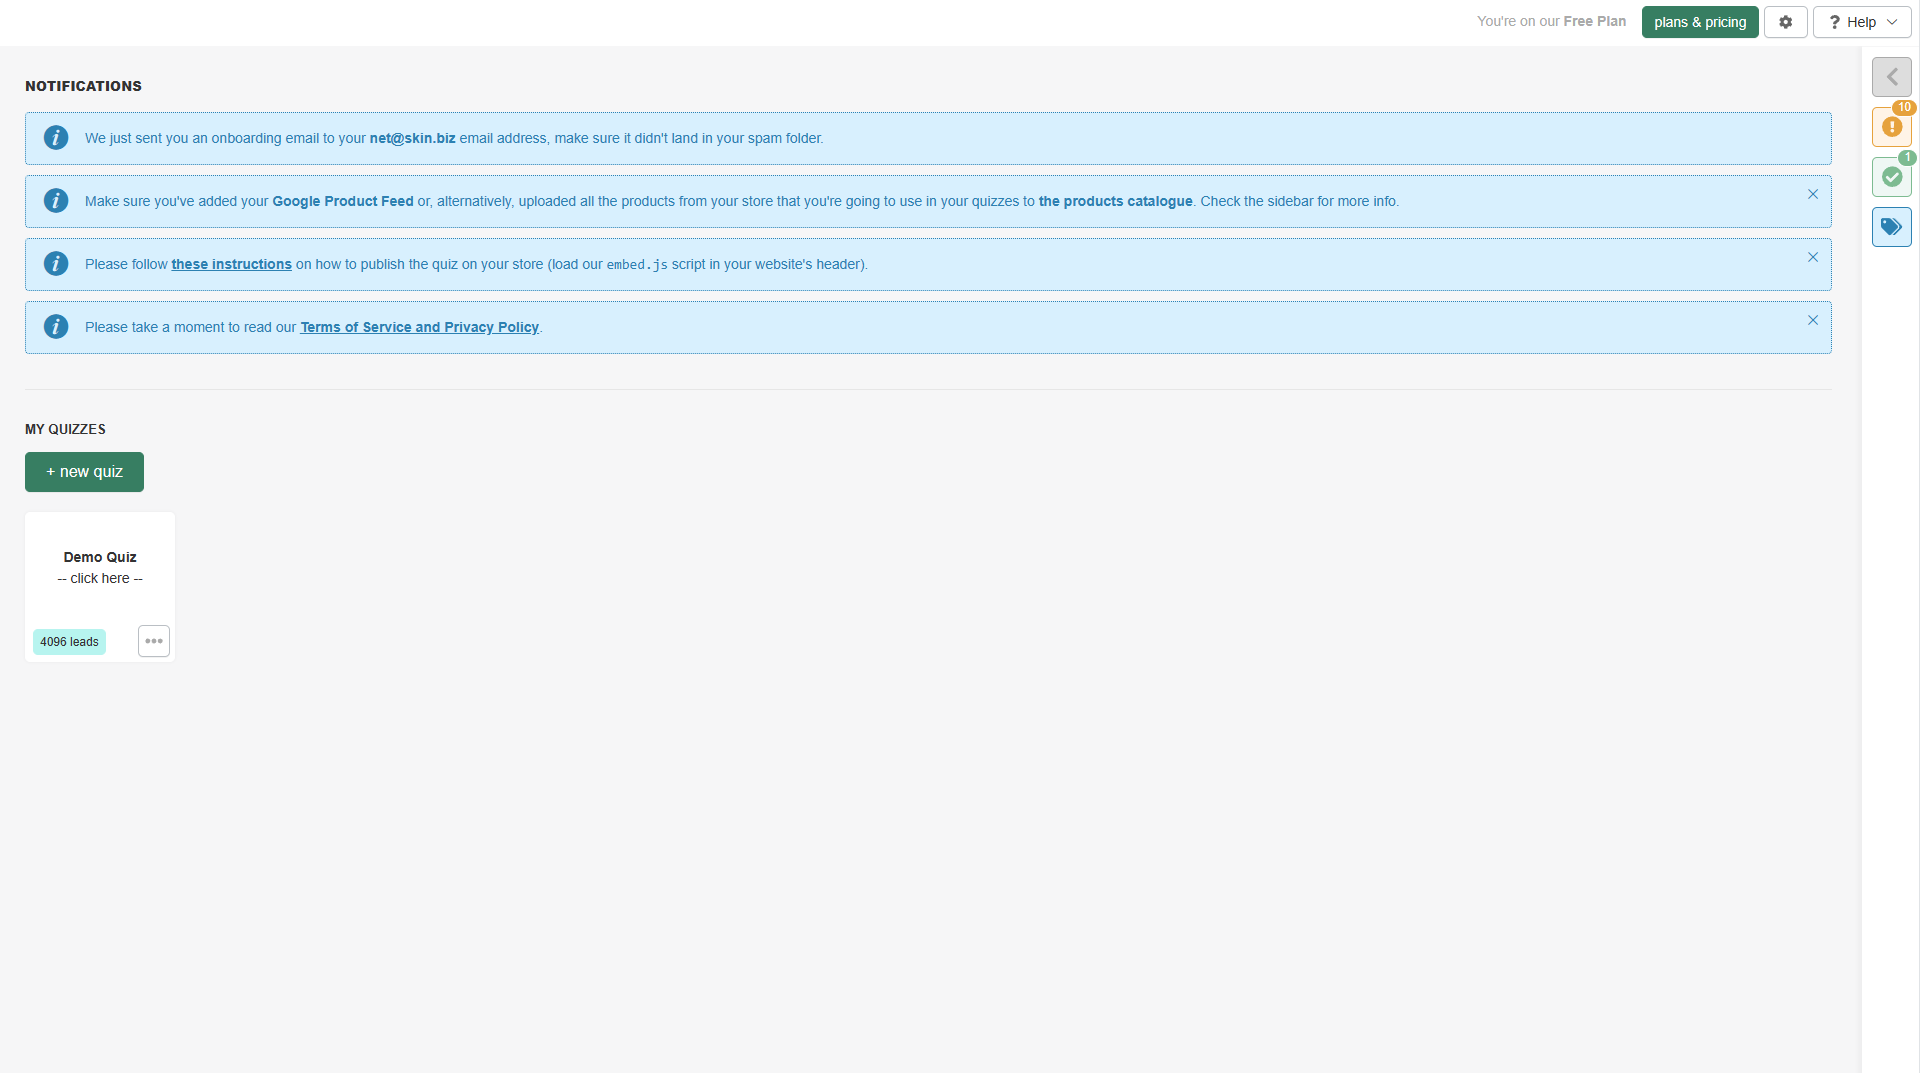 You're on our Free Plan
plans & pricing
? Help
NOTIFICATIONS
10
We just sent you an onboarding email to your net@skin.biz email address, make sure it didn't land in your spam folder.
1
Make sure you've added your Google Product Feed or, alternatively, uploaded all the products from your store that you're going to use in your quizzes to the products catalogue. Check the sidebar for more info.
Please follow these instructions on how to publish the quiz on your store (load our embed.js script in your website's header).
Please take a moment to read our Terms of Service and Privacy Policy.
MY QUIZZES
+ new quiz
Demo Quiz
-- click here --
4096 leads